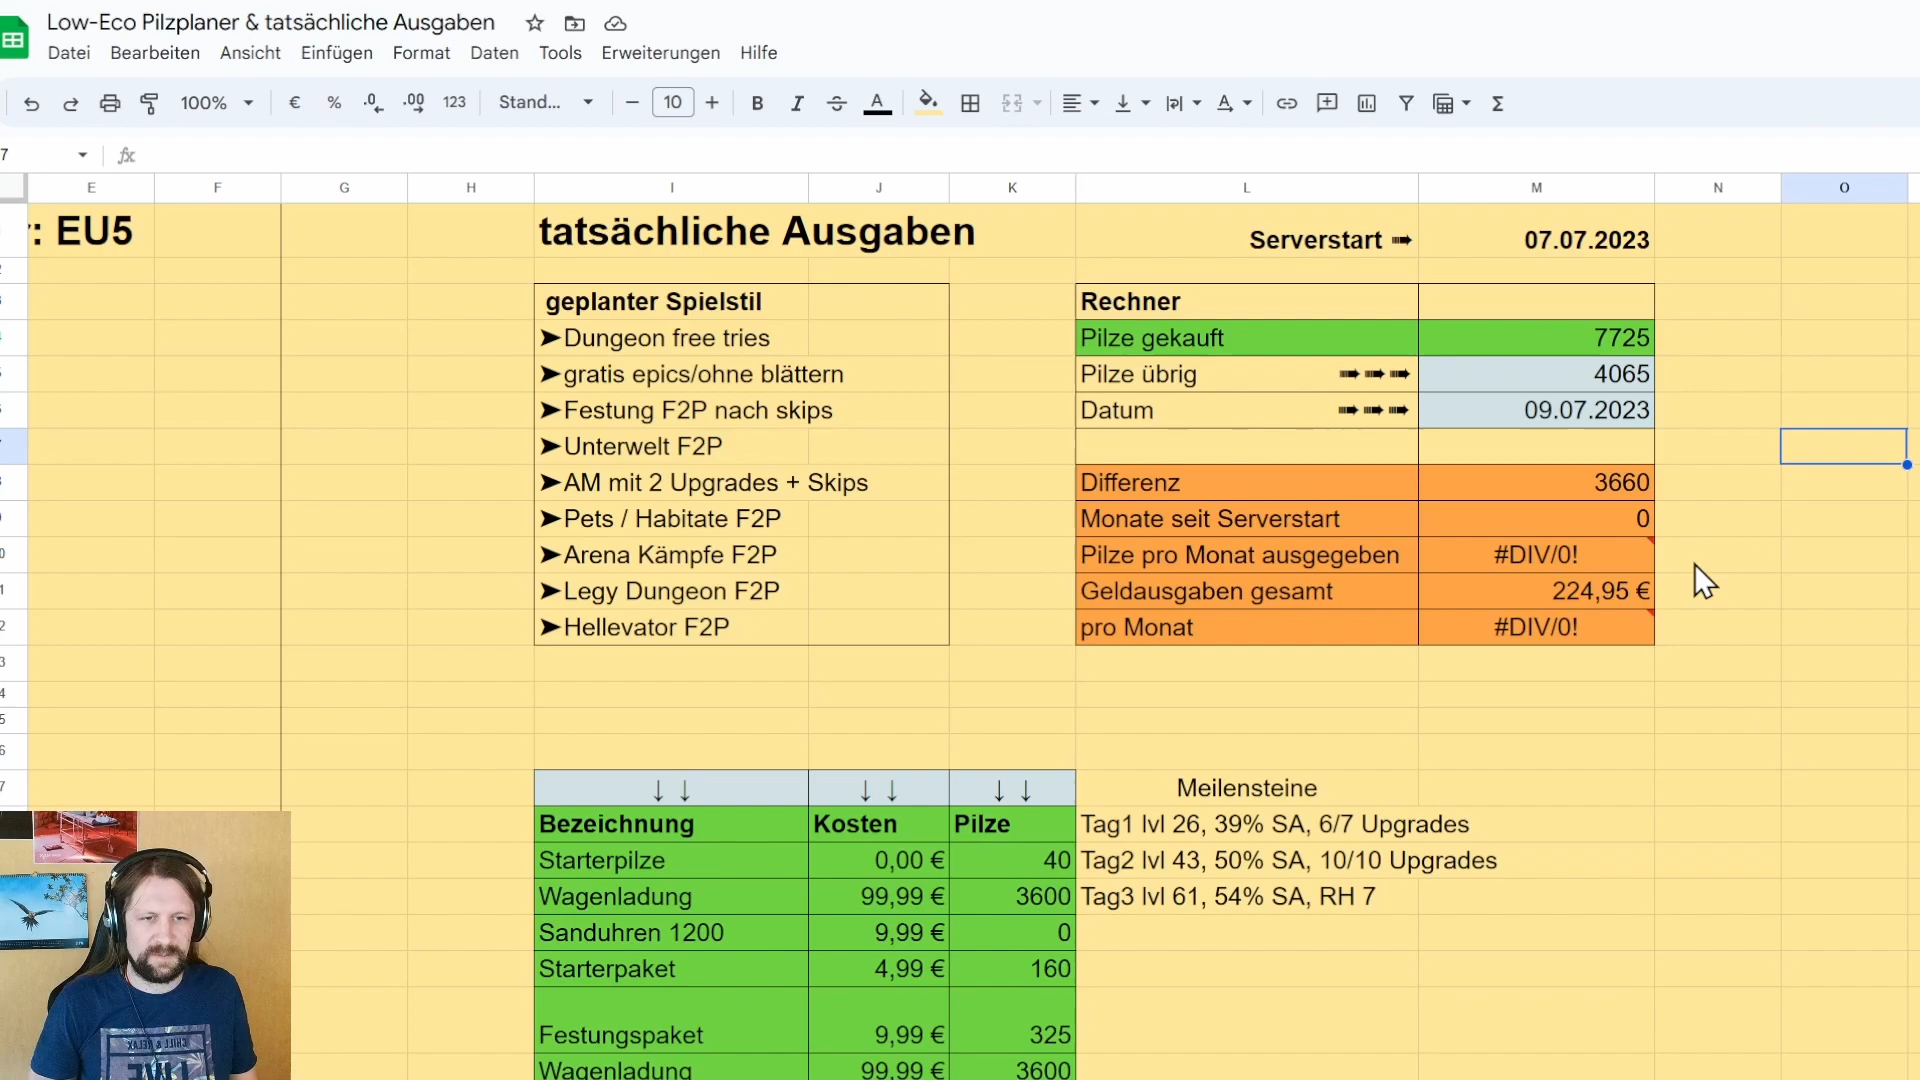 Low-Eco Pilzplaner & tatsächliche Ausgaben
Datei Bearbeiten Ansicht Einfügen Format Daten Tools Erweiterungen Hilfe
100% € % .0 .00 123 Stand... − 10 + B I A Σ
7 fx
E F G H I J K L M N O
: EU5 tatsächliche Ausgaben Serverstart ➠ 07.07.2023
geplanter Spielstil
➤Dungeon free tries
➤gratis epics/ohne blättern
➤Festung F2P nach skips
➤Unterwelt F2P
➤AM mit 2 Upgrades + Skips
➤Pets / Habitate F2P
➤Arena Kämpfe F2P
➤Legy Dungeon F2P
➤Hellevator F2P
Rechner
Pilze gekauft 7725
Pilze übrig ➠➠➠ 4065
Datum ➠➠➠ 09.07.2023
Differenz 3660
Monate seit Serverstart 0
Pilze pro Monat ausgegeben #DIV/0!
Geldausgaben gesamt 224,95 €
pro Monat #DIV/0!
↓ ↓ ↓ ↓ ↓ ↓ Meilensteine
Bezeichnung Kosten Pilze Tag1 lvl 26, 39% SA, 6/7 Upgrades
Starterpilze 0,00 € 40 Tag2 lvl 43, 50% SA, 10/10 Upgrades
Wagenladung 99,99 € 3600 Tag3 lvl 61, 54% SA, RH 7
Sanduhren 1200 9,99 € 0
Starterpaket 4,99 € 160
Festungspaket 9,99 € 325
Wagenladung 99,99 € 3600
CHILL & RELAX